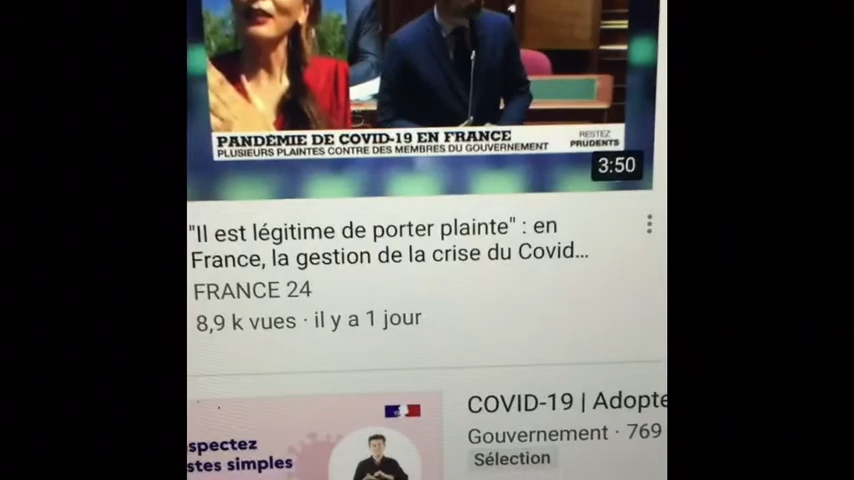 PANDÉMIE DE COVID-19 EN FRANCE
PLUSIEURS PLAINTES CONTRE DES MEMBRES DU GOUVERNEMENT
RESTEZ
PRUDENTS
3:50
"Il est légitime de porter plainte" : en
France, la gestion de la crise du Covid...
FRANCE 24
8,9 k vues · il y a 1 jour
spectez
stes simples
COVID-19 | Adopte
Gouvernement · 769
Sélection